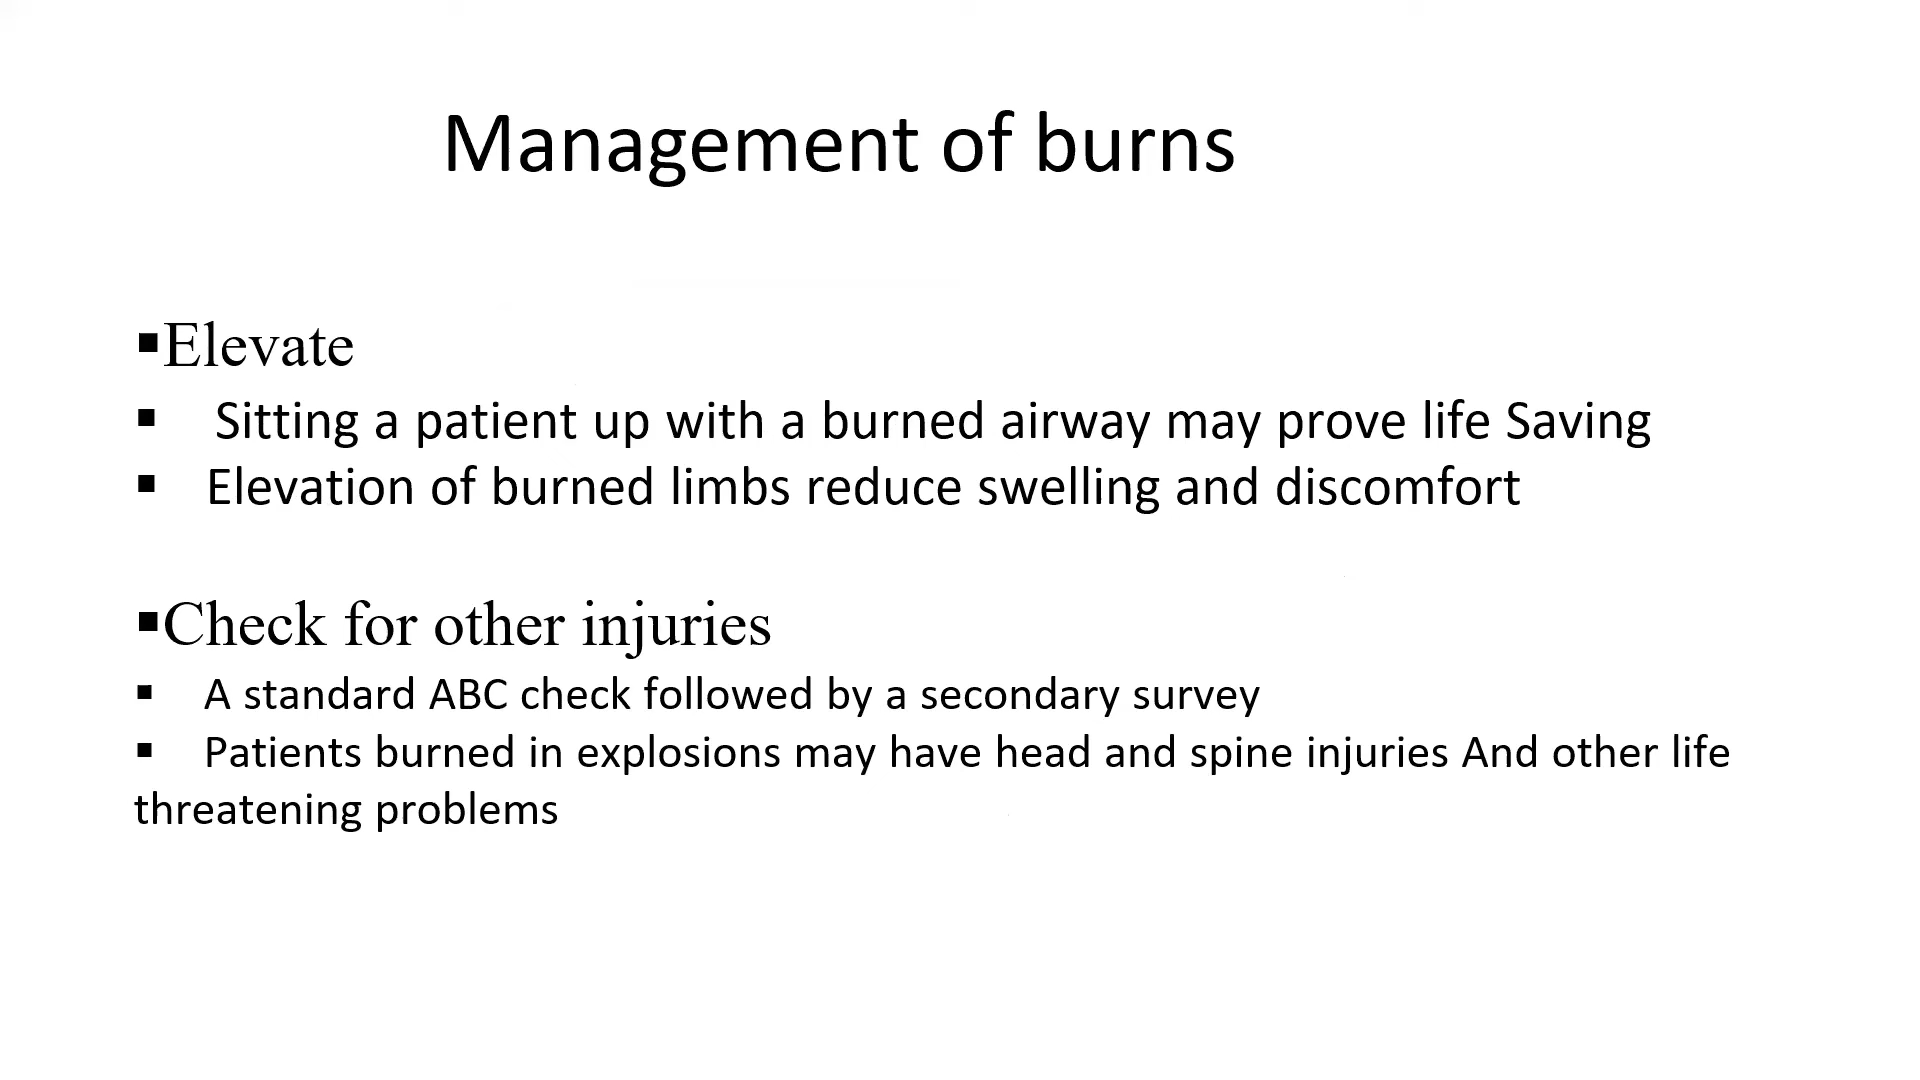 Management of burns
▪Elevate
▪ Sitting a patient up with a burned airway may prove life Saving
▪ Elevation of burned limbs reduce swelling and discomfort
▪Check for other injuries
▪ A standard ABC check followed by a secondary survey
▪ Patients burned in explosions may have head and spine injuries And other life
threatening problems